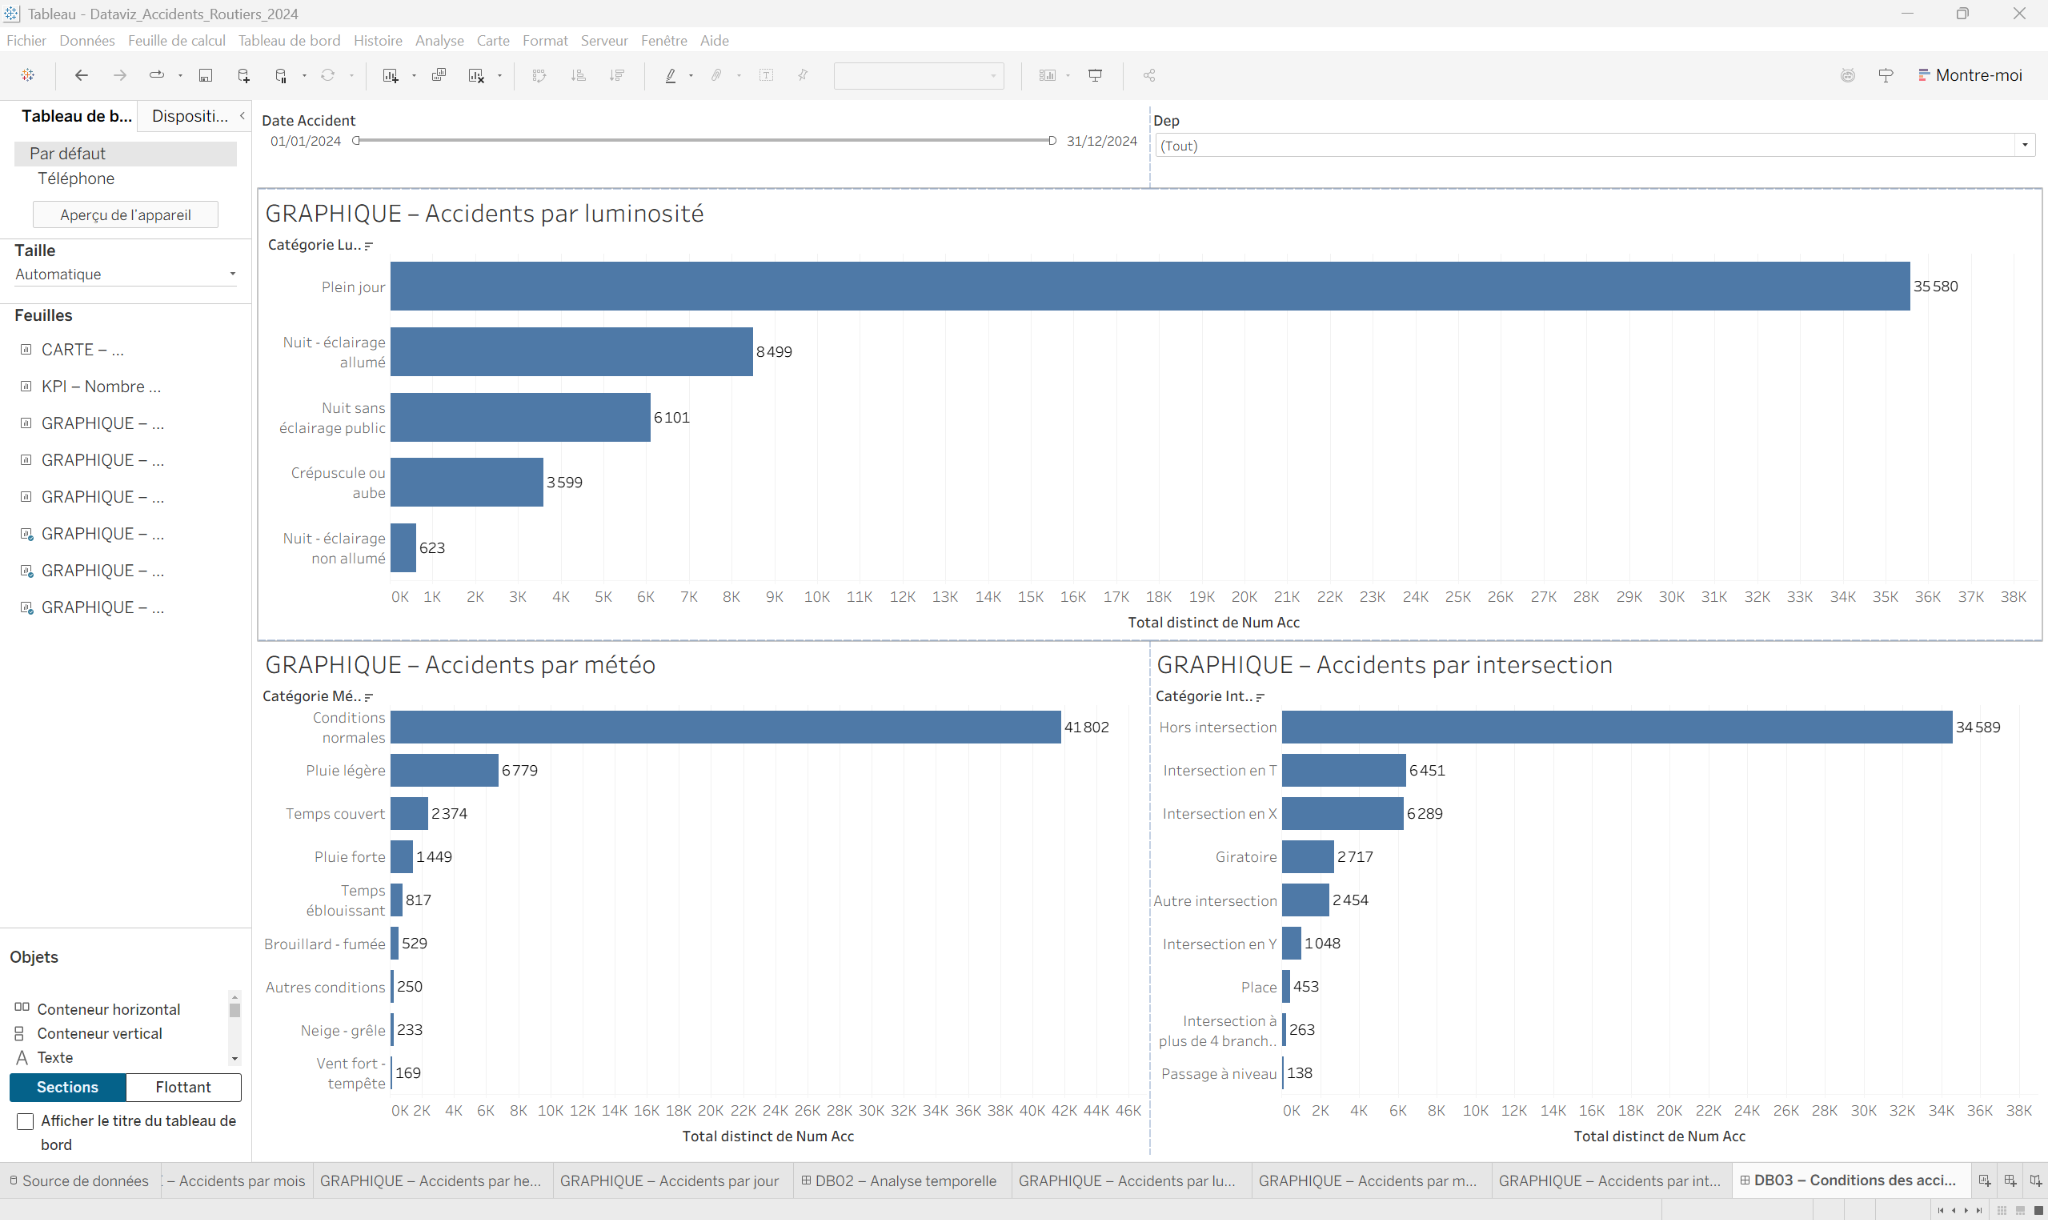 Tableau - Dataviz_Accidents_Routiers_2024
Fichier Données Feuille de calcul Tableau de bord Histoire Analyse Carte Format Serveur Fenêtre Aide
Montre-moi
Tableau de b... Dispositi...
Par défaut
Téléphone
Aperçu de l'appareil
Taille
Automatique
Feuilles
CARTE – ...
KPI – Nombre ...
GRAPHIQUE – ...
GRAPHIQUE – ...
GRAPHIQUE – ...
GRAPHIQUE – ...
GRAPHIQUE – ...
GRAPHIQUE – ...
Objets
Conteneur horizontal
Conteneur vertical
Texte
Sections Flottant
Afficher le titre du tableau de
bord
Date Accident
01/01/2024 31/12/2024
Dep
(Tout)
GRAPHIQUE – Accidents par luminosité
Catégorie Lu..
Plein jour 35 580
Nuit - éclairage
allumé 8 499
Nuit sans
éclairage public 6 101
Crépuscule ou
aube 3 599
Nuit - éclairage
non allumé 623
0K 1K 2K 3K 4K 5K 6K 7K 8K 9K 10K 11K 12K 13K 14K 15K 16K 17K 18K 19K 20K 21K 22K 23K 24K 25K 26K 27K 28K 29K 30K 31K 32K 33K 34K 35K 36K 37K 38K
Total distinct de Num Acc
GRAPHIQUE – Accidents par météo
Catégorie Mé..
Conditions
normales 41 802
Pluie légère 6 779
Temps couvert 2 374
Pluie forte 1 449
Temps
éblouissant 817
Brouillard - fumée 529
Autres conditions 250
Neige - grêle 233
Vent fort -
tempête 169
0K 2K 4K 6K 8K 10K 12K 14K 16K 18K 20K 22K 24K 26K 28K 30K 32K 34K 36K 38K 40K 42K 44K 46K
Total distinct de Num Acc
GRAPHIQUE – Accidents par intersection
Catégorie Int..
Hors intersection 34 589
Intersection en T 6 451
Intersection en X 6 289
Giratoire 2 717
Autre intersection 2 454
Intersection en Y 1 048
Place 453
Intersection à
plus de 4 branch.. 263
Passage à niveau 138
0K 2K 4K 6K 8K 10K 12K 14K 16K 18K 20K 22K 24K 26K 28K 30K 32K 34K 36K 38K
Total distinct de Num Acc
Source de données – Accidents par mois GRAPHIQUE – Accidents par he... GRAPHIQUE – Accidents par jour DB02 – Analyse temporelle GRAPHIQUE – Accidents par lu... GRAPHIQUE – Accidents par m... GRAPHIQUE – Accidents par int... DB03 – Conditions des acci...